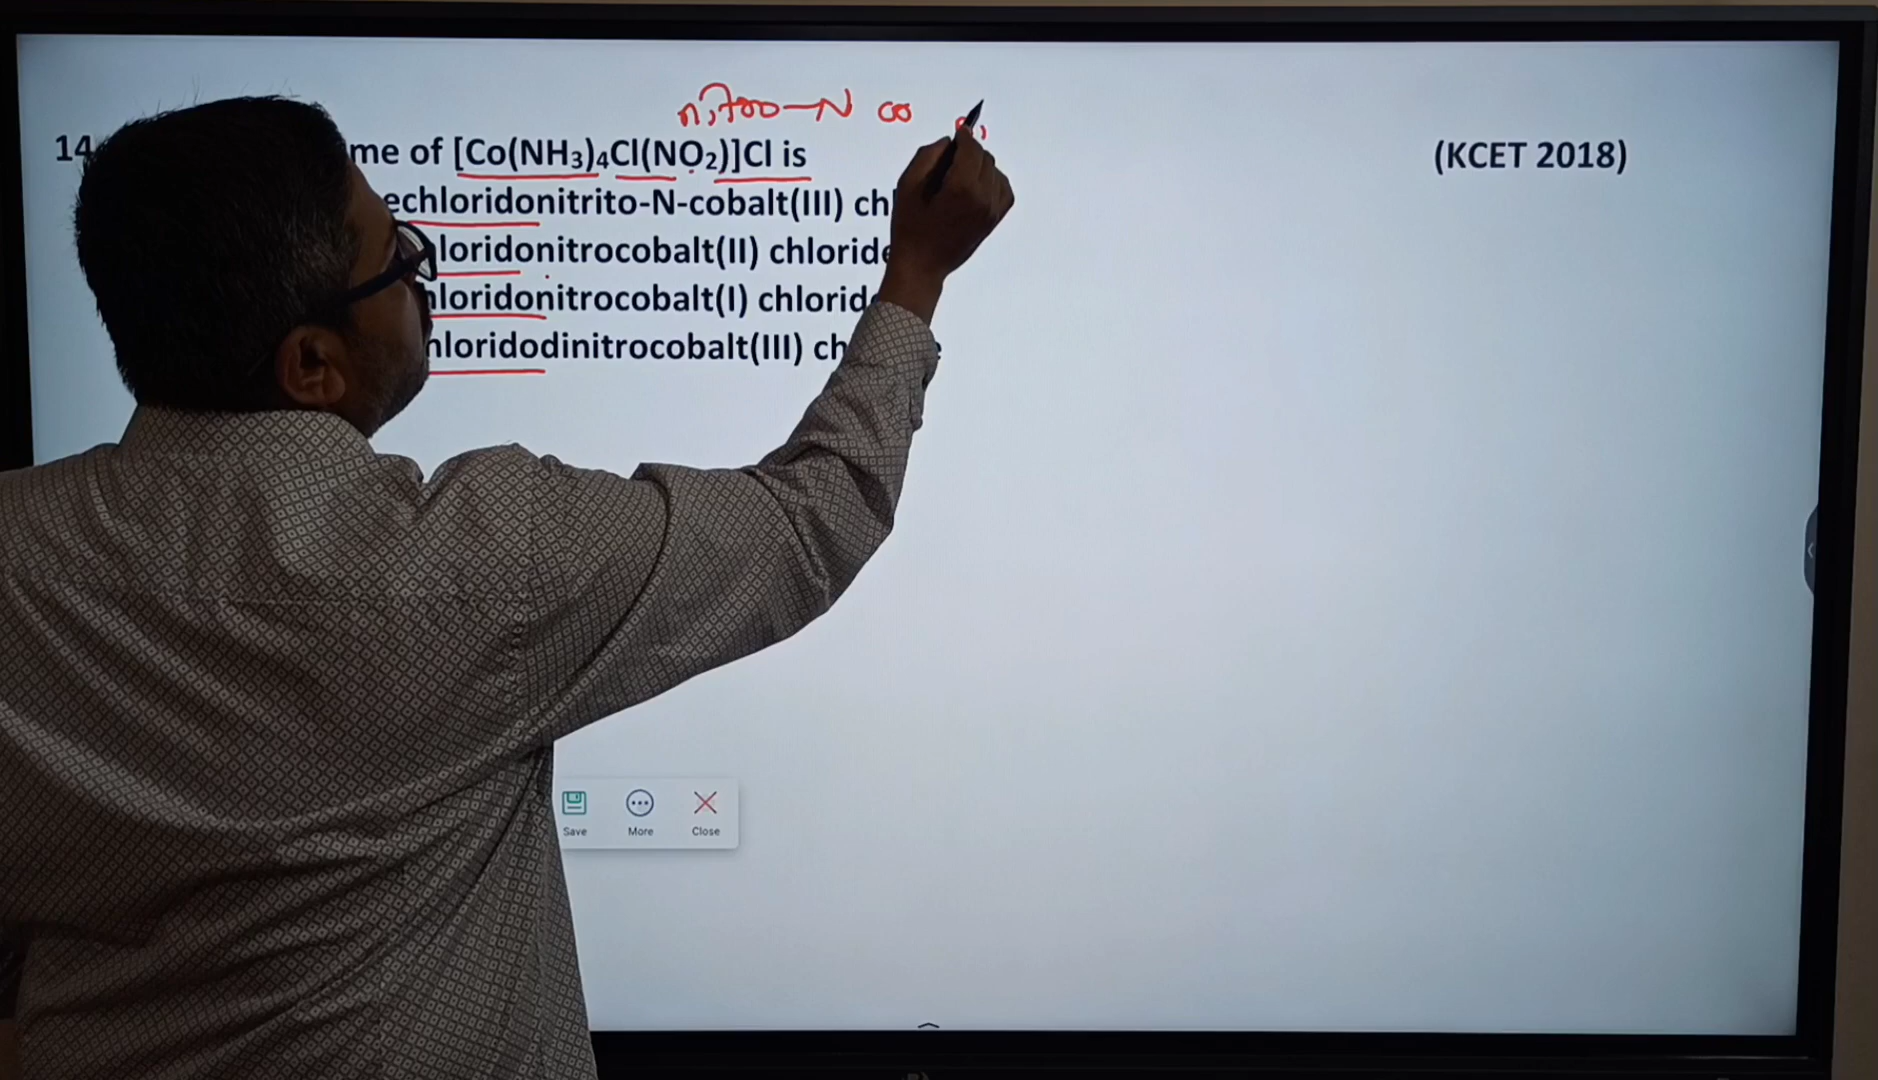 nitro-N co
14 me of [Co(NH₃)₄Cl(NO₂)]Cl is (KCET 2018)
echloridonitrito-N-cobalt(III) ch
loridonitrocobalt(II) chloride
hloridonitrocobalt(I) chlorid
hloridodinitrocobalt(III) ch e
Save More Close